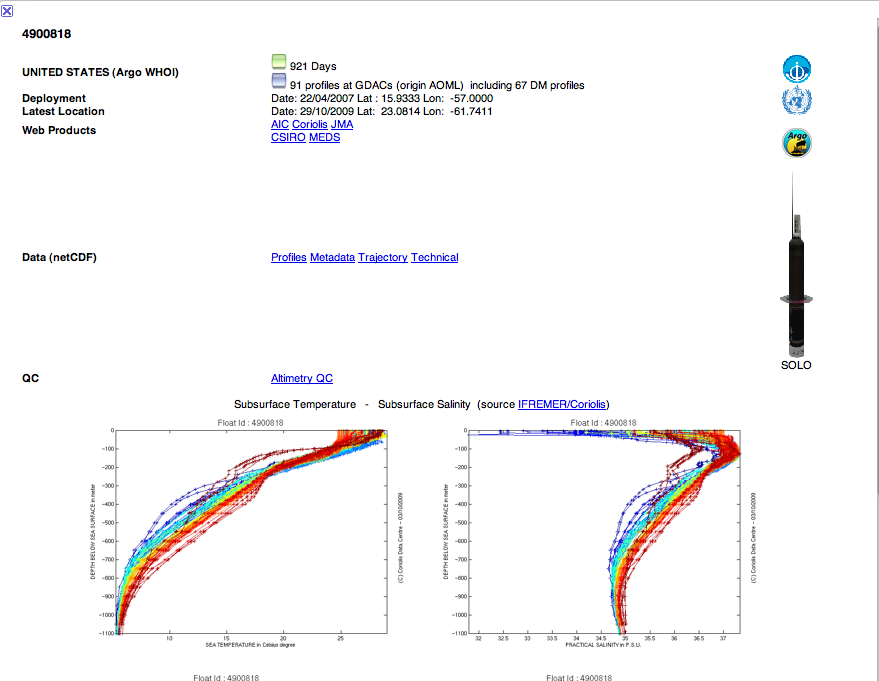 4900818
UNITED STATES (Argo WHOI)
921 Days
91 profiles at GDACs (origin AOML) including 67 DM profiles
Deployment Date: 22/04/2007 Lat : 15.9333 Lon: -57.0000
Latest Location Date: 29/10/2009 Lat: 23.0814 Lon: -61.7411
Web Products AIC Coriolis JMA
CSIRO MEDS
Argo
Data (netCDF) Profiles Metadata Trajectory Technical
SOLO
QC Altimetry QC
Subsurface Temperature - Subsurface Salinity (source IFREMER/Coriolis)
Float Id : 4900818
0
−100
−200
−300
−400
−500
−600
−700
−800
−900
−1000
−1100
10 15 20 25
DEPTH BELOW SEA SURFACE in meter
SEA TEMPERATURE in Celsius degree
(C) Coriolis Data Centre − 03/10/2009
Float Id : 4900818
0
−100
−200
−300
−400
−500
−600
−700
−800
−900
−1000
−1100
32 32.5 33 33.5 34 34.5 35 35.5 36 36.5 37
DEPTH BELOW SEA SURFACE in meter
PRACTICAL SALINITY in P.S.U.
(C) Coriolis Data Centre − 03/10/2009
Float Id : 4900818
Float Id : 4900818